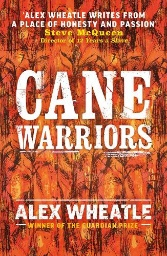 ALEX WHEATLE WRITES FROM
A PLACE OF HONESTY AND PASSION
Steve McQueen
Director of 12 Years a Slave
CANE
WARRIORS
ALEX WHEATLE
WINNER OF THE GUARDIAN PRIZE